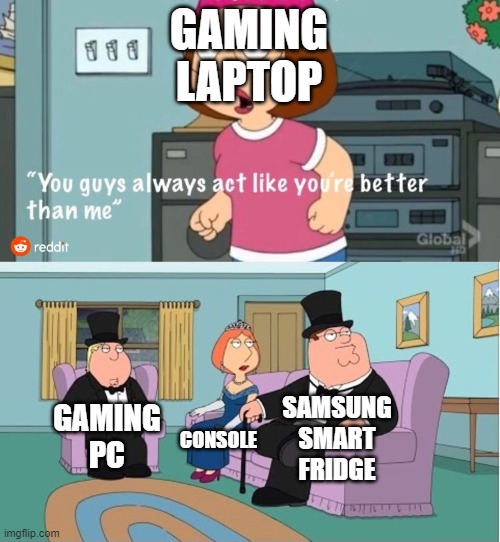 GAMING
LAPTOP
“You guys always act like you're better
than me”
reddit
Global
HD
GAMING
PC
CONSOLE
SAMSUNG
SMART
FRIDGE
imgflip.com